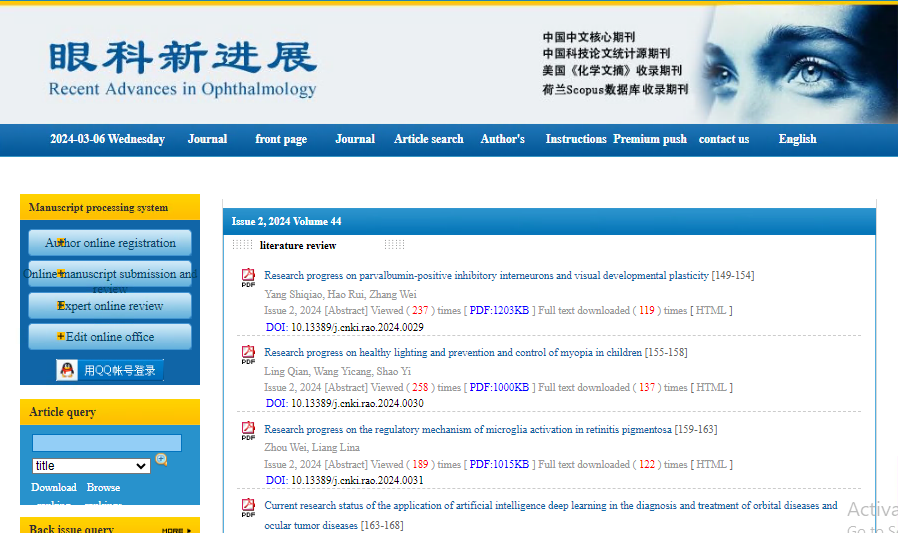 眼科新进展
Recent Advances in Ophthalmology
中国中文核心期刊
中国科技论文统计源期刊
美国《化学文摘》收录期刊
荷兰Scopus数据库收录期刊
2024-03-06 Wednesday Journal front page Journal Article search Author's Instructions Premium push contact us English
Manuscript processing system
Author online registration
Online manuscript submission and
review
Expert online review
Edit online office
用QQ帐号登录
Article query
title
Download Browse
Back issue query MORE
Issue 2, 2024 Volume 44
literature review
PDF
Research progress on parvalbumin-positive inhibitory interneurons and visual developmental plasticity [149-154]
Yang Shiqiao, Hao Rui, Zhang Wei
Issue 2, 2024 [Abstract] Viewed ( 237 ) times [ PDF:1203KB ] Full text downloaded ( 119 ) times [ HTML ]
DOI: 10.13389/j.cnki.rao.2024.0029
PDF
Research progress on healthy lighting and prevention and control of myopia in children [155-158]
Ling Qian, Wang Yicang, Shao Yi
Issue 2, 2024 [Abstract] Viewed ( 258 ) times [ PDF:1000KB ] Full text downloaded ( 137 ) times [ HTML ]
DOI: 10.13389/j.cnki.rao.2024.0030
PDF
Research progress on the regulatory mechanism of microglia activation in retinitis pigmentosa [159-163]
Zhou Wei, Liang Lina
Issue 2, 2024 [Abstract] Viewed ( 189 ) times [ PDF:1015KB ] Full text downloaded ( 122 ) times [ HTML ]
DOI: 10.13389/j.cnki.rao.2024.0031
PDF
Current research status of the application of artificial intelligence deep learning in the diagnosis and treatment of orbital diseases and
ocular tumor diseases [163-168]
Activa
Go to S